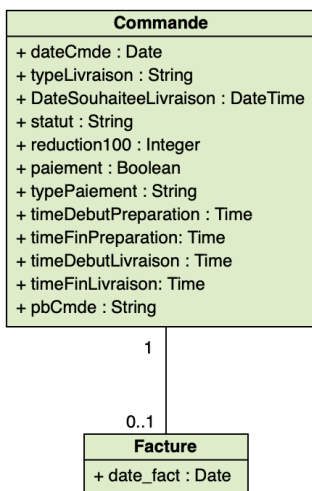 Commande
+ dateCmde : Date
+ typeLivraison : String
+ DateSouhaiteeLivraison : DateTime
+ statut : String
+ reduction100 : Integer
+ paiement : Boolean
+ typePaiement : String
+ timeDebutPreparation : Time
+ timeFinPreparation: Time
+ timeDebutLivraison : Time
+ timeFinLivraison: Time
+ pbCmde : String
1
0..1
Facture
+ date_fact : Date